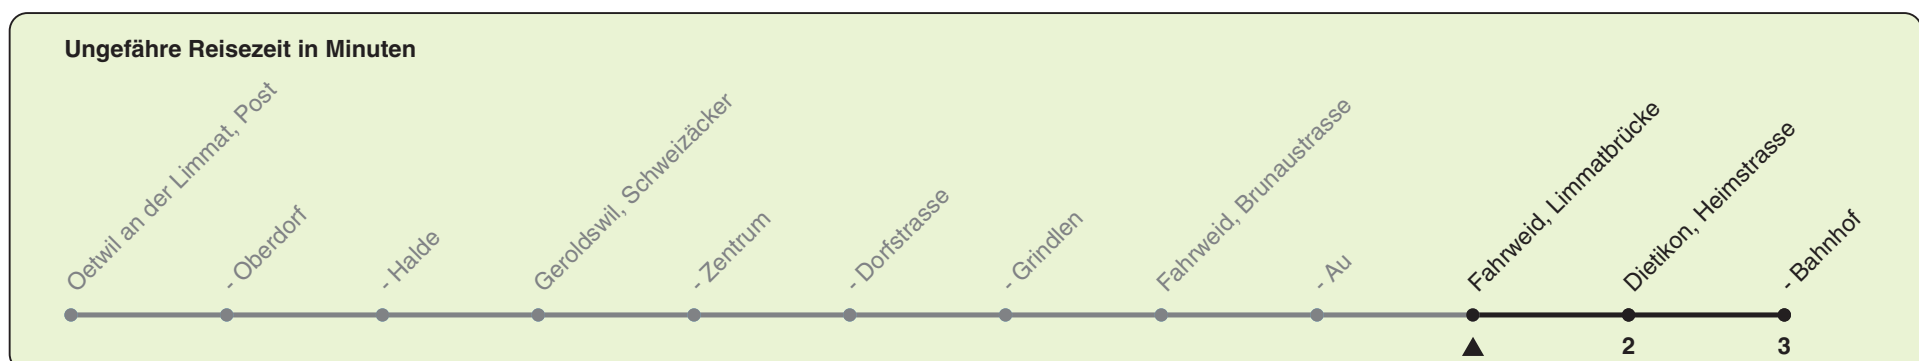 Ungefähre Reisezeit in Minuten
Oetwil an der Limmat, Post
- Oberdorf
- Halde
Geroldswil, Schweizäcker
- Zentrum
- Dorfstrasse
- Grindlen
Fahrweid, Brunaustrasse
- Au
Fahrweid, Limmatbrücke
Dietikon, Heimstrasse
- Bahnhof
2
3